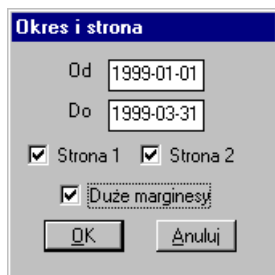 Okres i strona
Od 1999-01-01
Do 1999-03-31
Strona 1 Strona 2
Duże marginesy
OK Anuluj